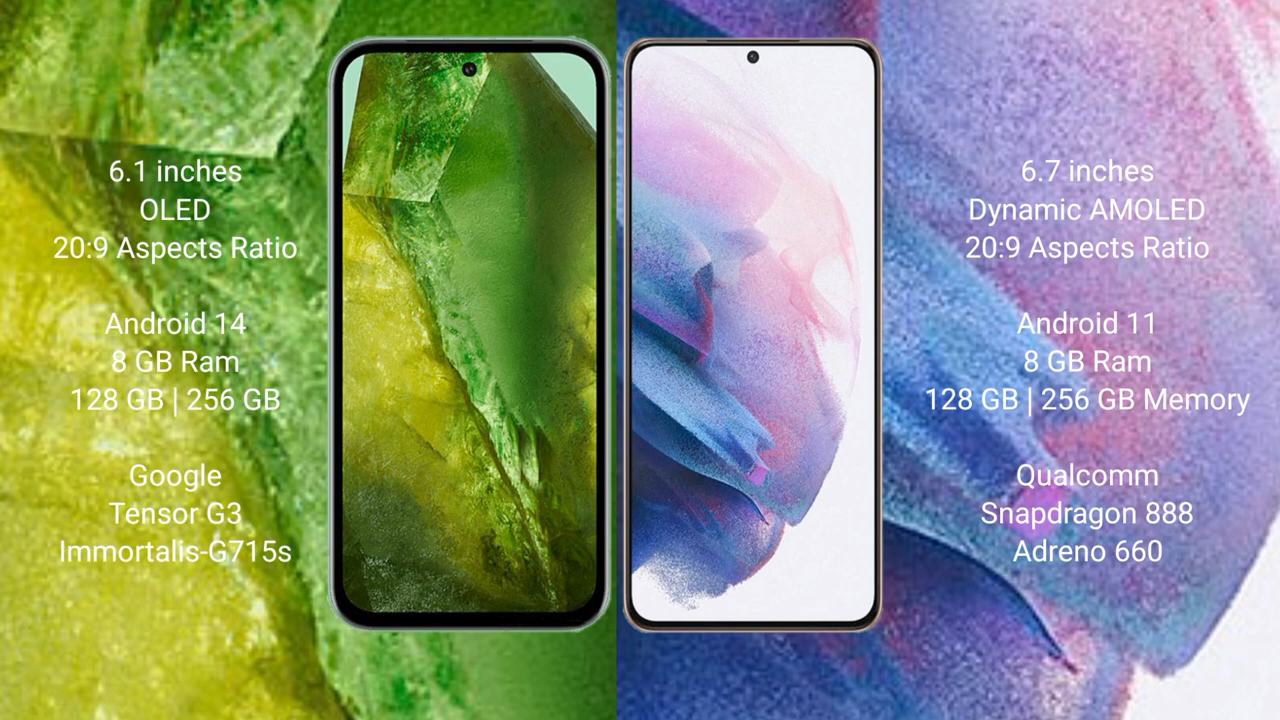 6.1 inches
OLED
20:9 Aspects Ratio
Android 14
8 GB Ram
128 GB | 256 GB
Google
Tensor G3
Immortalis-G715s
6.7 inches
Dynamic AMOLED
20:9 Aspects Ratio
Android 11
8 GB Ram
128 GB | 256 GB Memory
Qualcomm
Snapdragon 888
Adreno 660